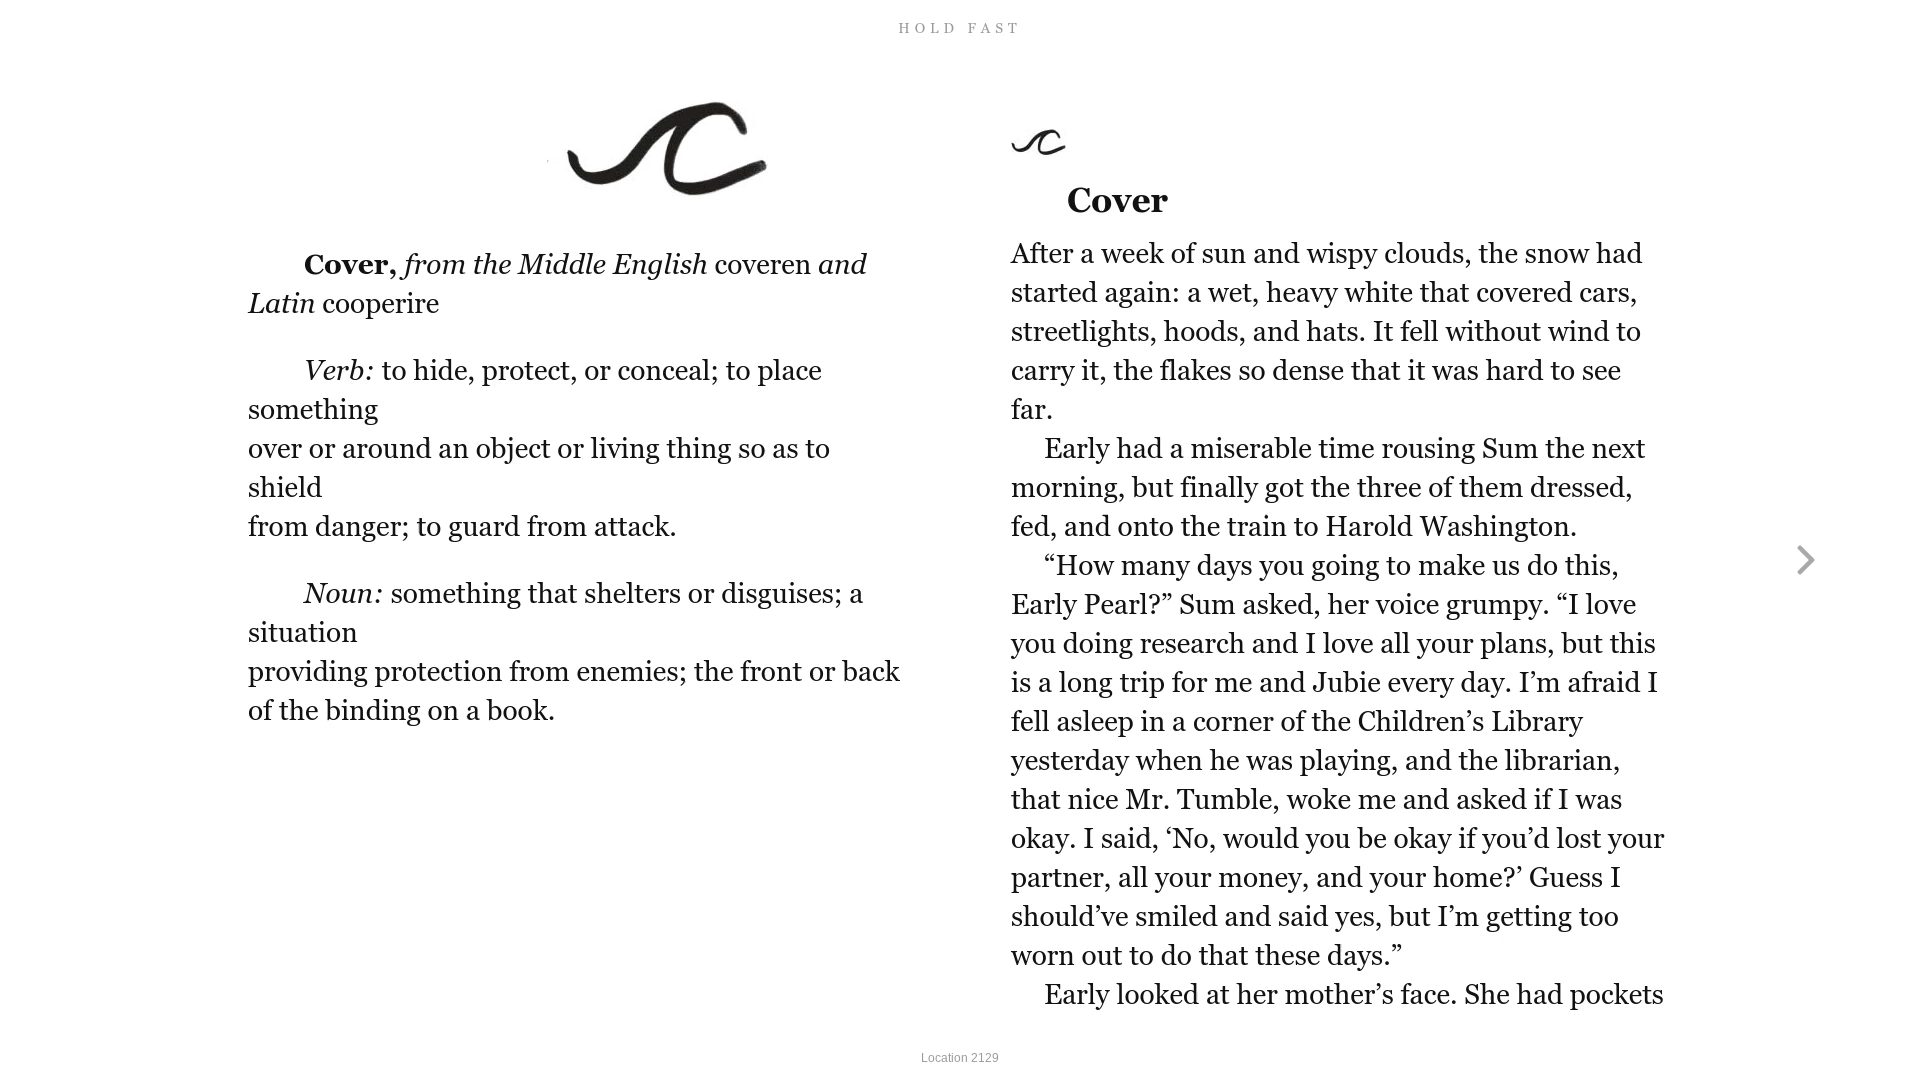 HOLD FAST
Cover, from the Middle English coveren and
Latin cooperire
Verb: to hide, protect, or conceal; to place
something
over or around an object or living thing so as to
shield
from danger; to guard from attack.
Noun: something that shelters or disguises; a
situation
providing protection from enemies; the front or back
of the binding on a book.
Cover
After a week of sun and wispy clouds, the snow had
started again: a wet, heavy white that covered cars,
streetlights, hoods, and hats. It fell without wind to
carry it, the flakes so dense that it was hard to see
far.
Early had a miserable time rousing Sum the next
morning, but finally got the three of them dressed,
fed, and onto the train to Harold Washington.
“How many days you going to make us do this,
Early Pearl?” Sum asked, her voice grumpy. “I love
you doing research and I love all your plans, but this
is a long trip for me and Jubie every day. I’m afraid I
fell asleep in a corner of the Children’s Library
yesterday when he was playing, and the librarian,
that nice Mr. Tumble, woke me and asked if I was
okay. I said, ‘No, would you be okay if you’d lost your
partner, all your money, and your home?’ Guess I
should’ve smiled and said yes, but I’m getting too
worn out to do that these days.”
Early looked at her mother’s face. She had pockets
Location 2129